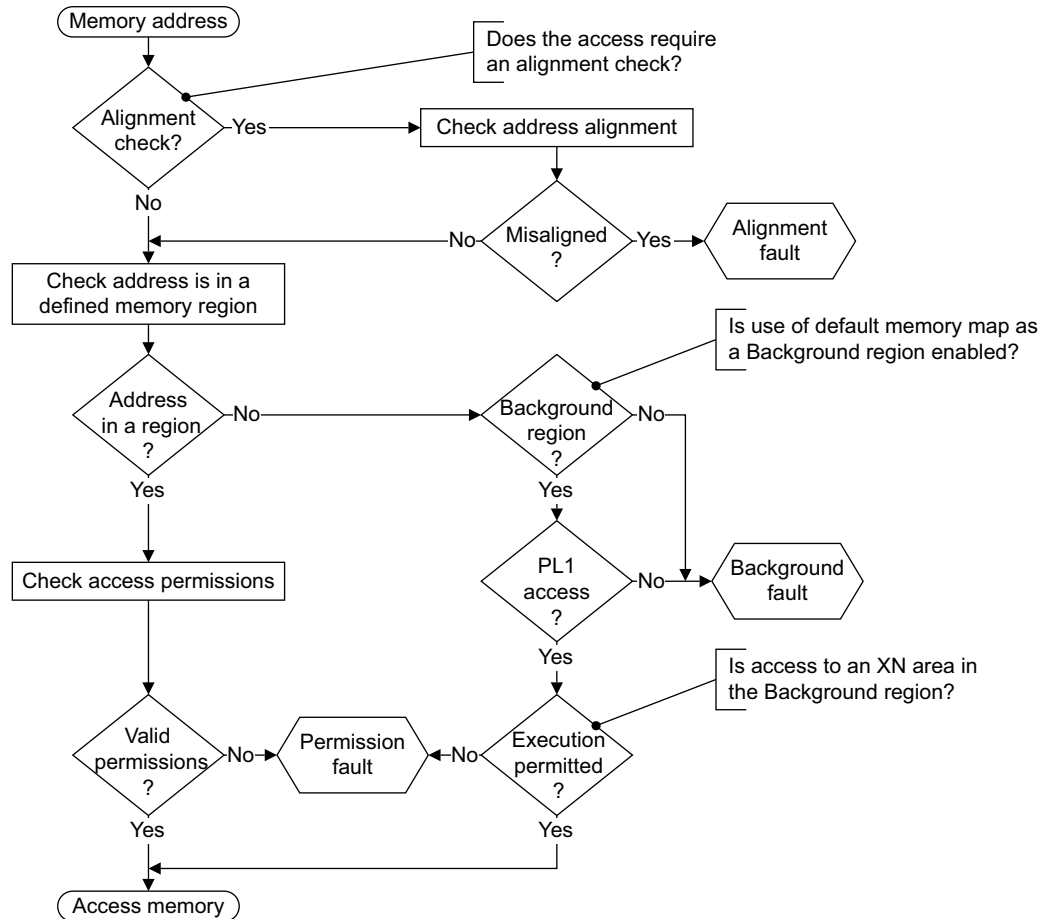 Memory address
Does the access require
an alignment check?
Alignment
check?
Yes
Check address alignment
No
Misaligned
?
No
Yes
Alignment
fault
Check address is in a
defined memory region
Is use of default memory map as
a Background region enabled?
Address
in a region
?
No
Background
region
?
No
Yes
Yes
Check access permissions
PL1
access
?
No
Background
fault
Yes
Is access to an XN area in
the Background region?
Valid
permissions
?
No
Permission
fault
No
Execution
permitted
?
Yes
Yes
Access memory